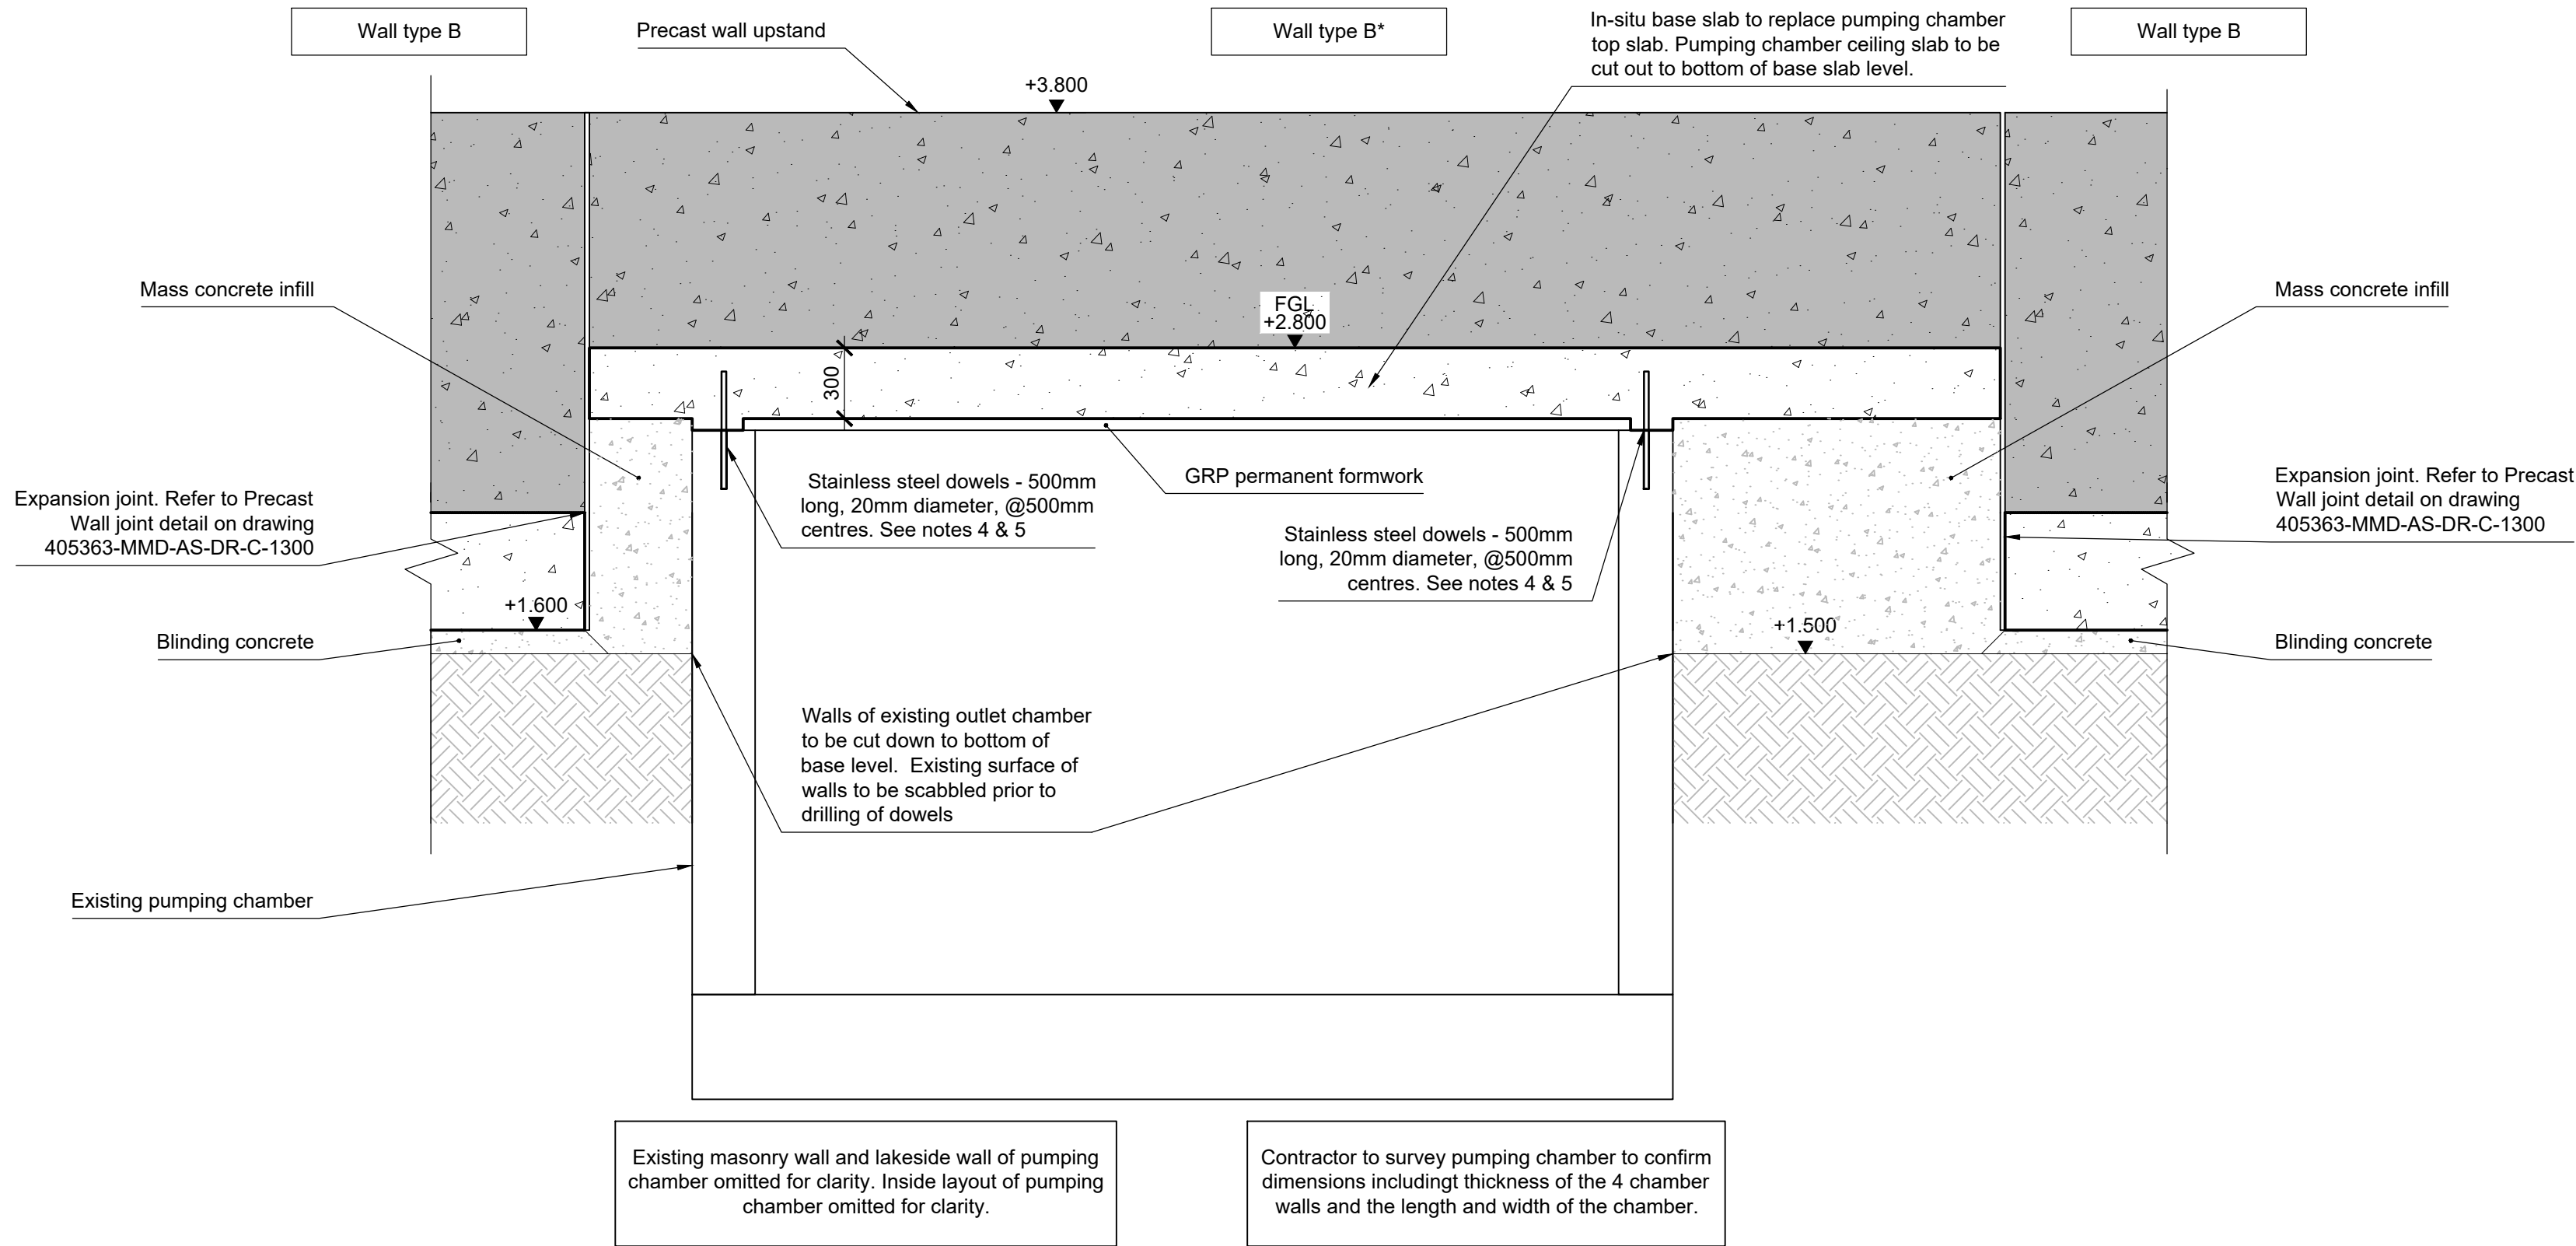 Wall type B
Precast wall upstand
Wall type B*
In-situ base slab to replace pumping chamber
top slab. Pumping chamber ceiling slab to be
cut out to bottom of base slab level.
Wall type B
+3.800
Mass concrete infill
FGL
+2.800
Mass concrete infill
300
Expansion joint. Refer to Precast
Wall joint detail on drawing
405363-MMD-AS-DR-C-1300
Stainless steel dowels - 500mm
long, 20mm diameter, @500mm
centres. See notes 4 & 5
GRP permanent formwork
Stainless steel dowels - 500mm
long, 20mm diameter, @500mm
centres. See notes 4 & 5
Expansion joint. Refer to Precast
Wall joint detail on drawing
405363-MMD-AS-DR-C-1300
+1.600
+1.500
Blinding concrete
Blinding concrete
Walls of existing outlet chamber
to be cut down to bottom of
base level. Existing surface of
walls to be scabbled prior to
drilling of dowels
Existing pumping chamber
Existing masonry wall and lakeside wall of pumping
chamber omitted for clarity. Inside layout of pumping
chamber omitted for clarity.
Contractor to survey pumping chamber to confirm
dimensions includingt thickness of the 4 chamber
walls and the length and width of the chamber.